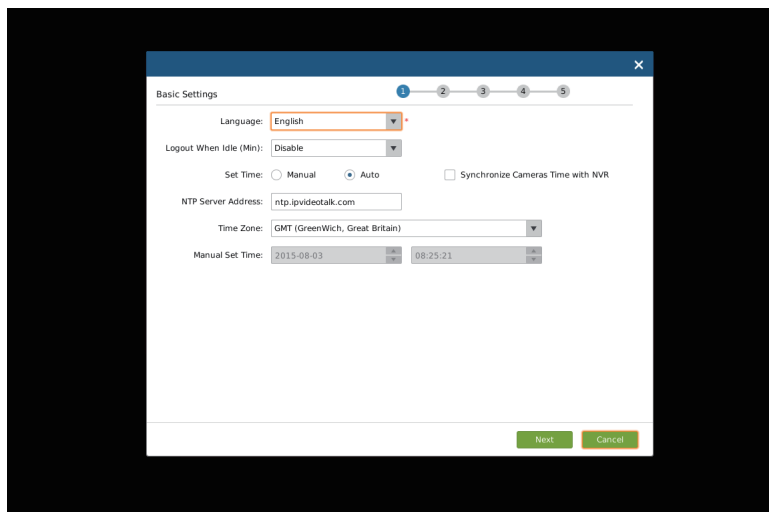 Basic Settings 1 2 3 4 5
Language: English *
Logout When Idle (Min): Disable
Set Time: Manual Auto Synchronize Cameras Time with NVR
NTP Server Address: ntp.ipvideotalk.com
Time Zone: GMT (GreenWich, Great Britain)
Manual Set Time: 2015-08-03 08:25:21
Next Cancel